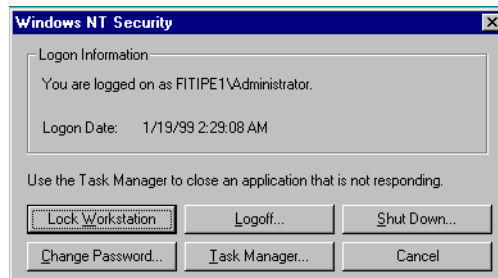 Windows NT Security
Logon Information
You are logged on as FITIPE1\Administrator.
Logon Date: 1/19/99 2:29:08 AM
Use the Task Manager to close an application that is not responding.
Lock Workstation Logoff... Shut Down...
Change Password... Task Manager... Cancel